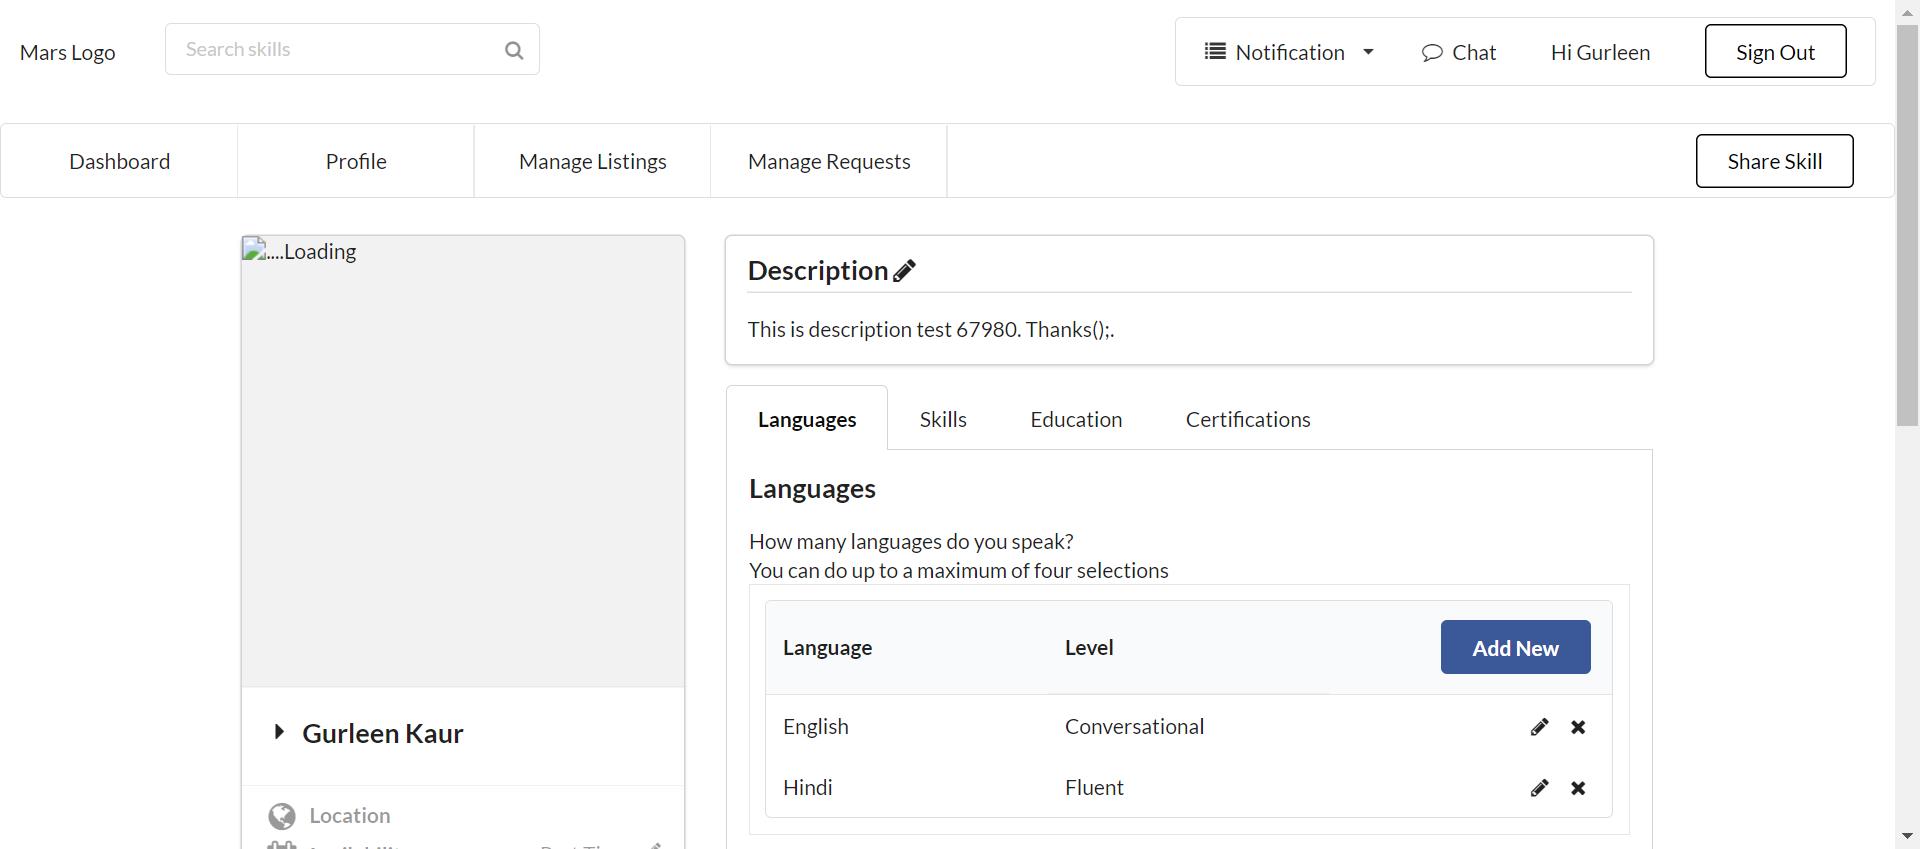 Mars Logo
Search skills
Notification
Chat
Hi Gurleen
Sign Out
Dashboard
Profile
Manage Listings
Manage Requests
Share Skill
....Loading
Description
This is description test 67980. Thanks();.
Languages
Skills
Education
Certifications
Languages
How many languages do you speak?
You can do up to a maximum of four selections
Language
Level
Add New
English
Conversational
Hindi
Fluent
Gurleen Kaur
Location